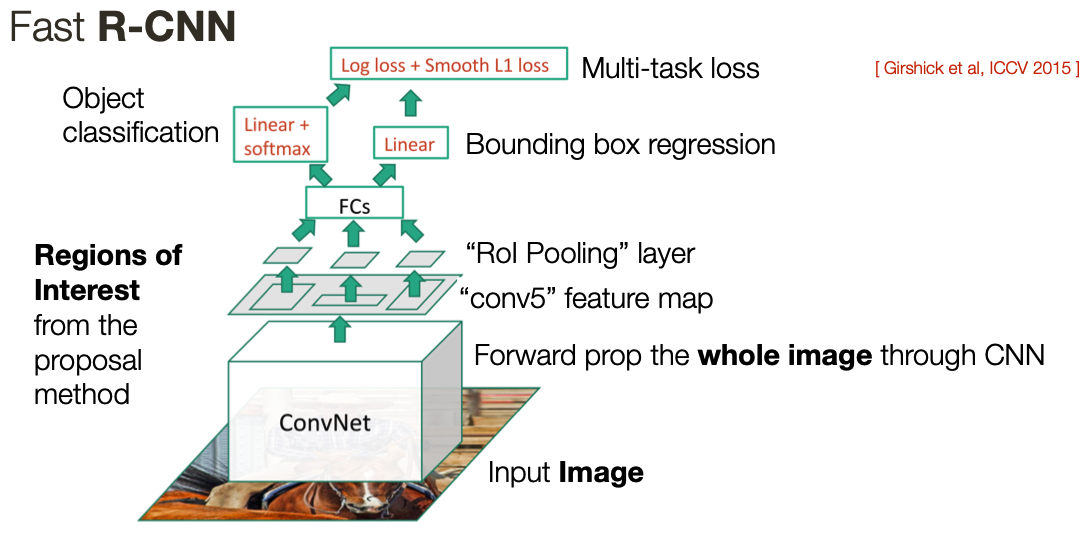 Fast R-CNN
Log loss + Smooth L1 loss
Multi-task loss
[ Girshick et al, ICCV 2015 ]
Object
classification
Linear +
softmax
Linear
Bounding box regression
FCs
Regions of
Interest
from the
proposal
method
“RoI Pooling” layer
“conv5” feature map
Forward prop the whole image through CNN
ConvNet
Input Image